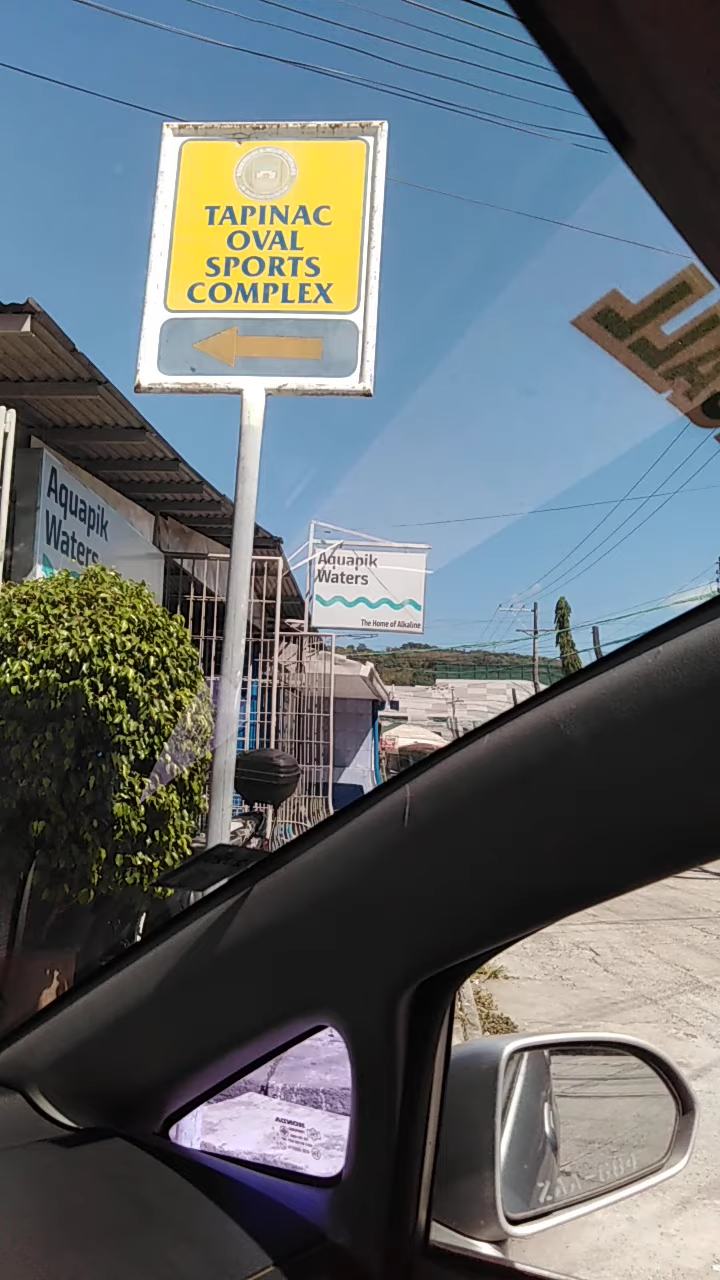 TAPINAC
OVAL
SPORTS
COMPLEX
Aquapik
Waters
Aquapik
Waters
The Home of Alkaline